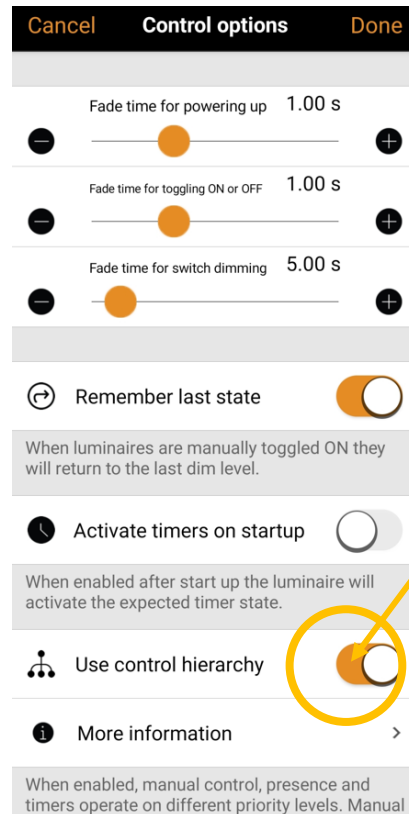 Cancel Control options Done
Fade time for powering up 1.00 s
Fade time for toggling ON or OFF 1.00 s
Fade time for switch dimming 5.00 s
Remember last state
When luminaires are manually toggled ON they
will return to the last dim level.
Activate timers on startup
When enabled after start up the luminaire will
activate the expected timer state.
Use control hierarchy
More information
When enabled, manual control, presence and
timers operate on different priority levels. Manual